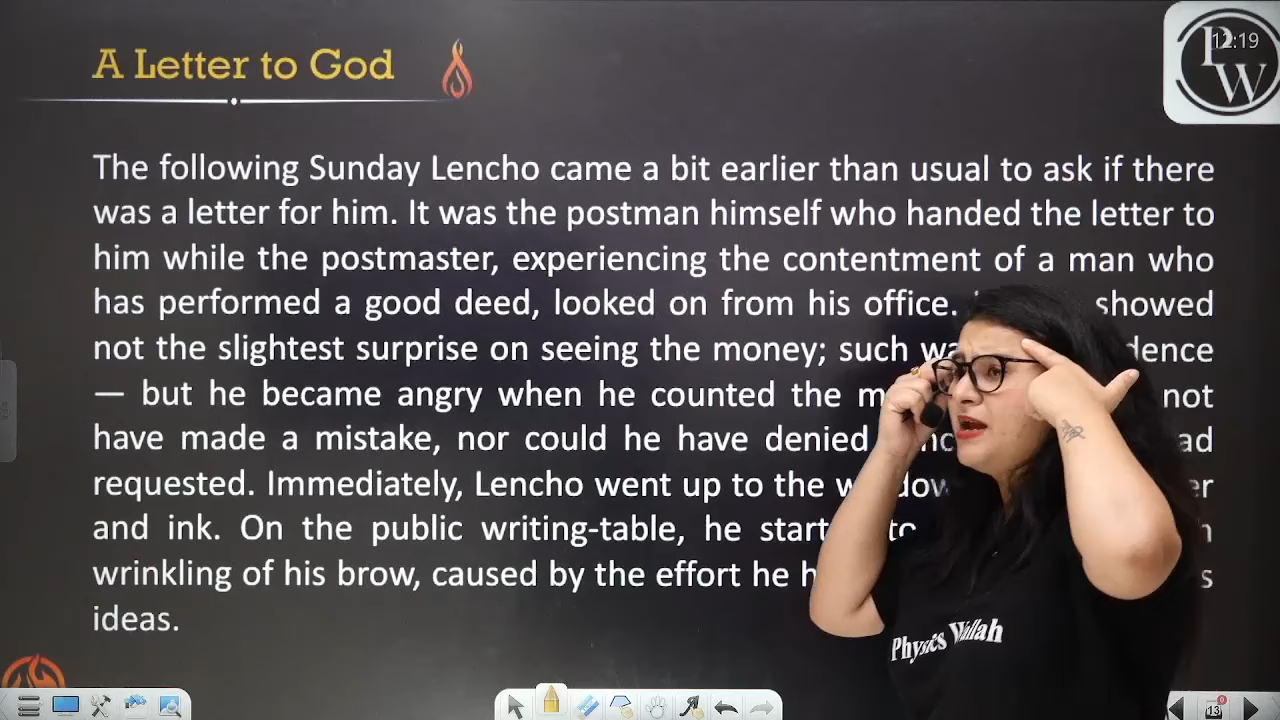 A Letter to God
PW
12:19
The following Sunday Lencho came a bit earlier than usual to ask if there
was a letter for him. It was the postman himself who handed the letter to
him while the postmaster, experiencing the contentment of a man who
has performed a good deed, looked on from his office. showed
not the slightest surprise on seeing the money; such
— but he became angry when he counted the not
have made a mistake, nor could he have denied
requested. Immediately, Lencho went up to the
and ink. On the public writing-table, he
wrinkling of his brow, caused by the effort he
ideas.
Physics Wallah
13